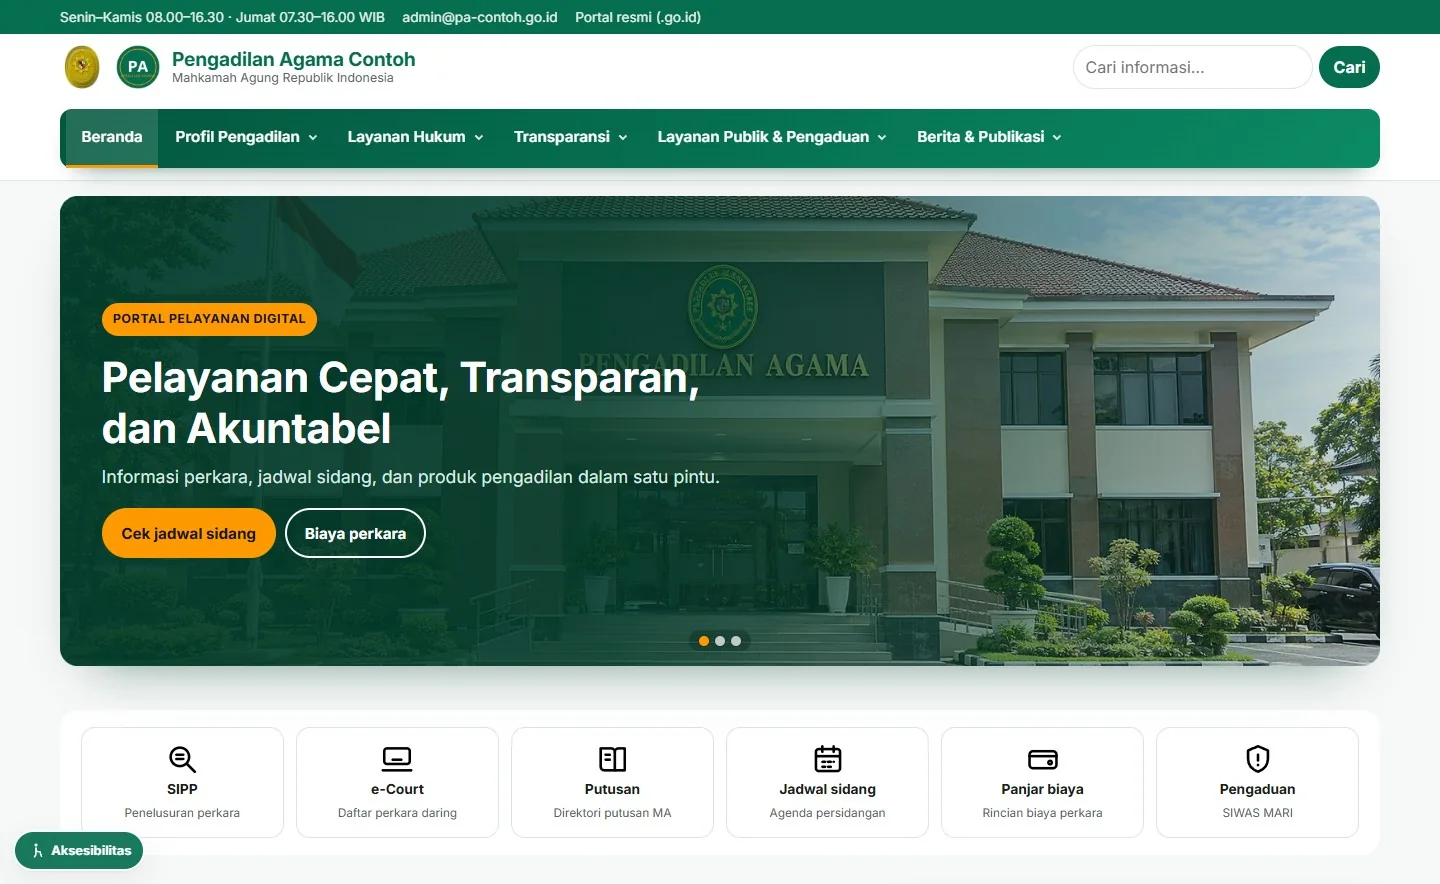 Senin–Kamis 08.00–16.30 · Jumat 07.30–16.00 WIB
admin@pa-contoh.go.id
Portal resmi (.go.id)
PA
Pengadilan Agama Contoh
Mahkamah Agung Republik Indonesia
Cari informasi...
Cari
Beranda
Profil Pengadilan
Layanan Hukum
Transparansi
Layanan Publik & Pengaduan
Berita & Publikasi
PENGADILAN AGAMA
PORTAL PELAYANAN DIGITAL
Pelayanan Cepat, Transparan,
dan Akuntabel
Informasi perkara, jadwal sidang, dan produk pengadilan dalam satu pintu.
Cek jadwal sidang
Biaya perkara
SIPP
Penelusuran perkara
e-Court
Daftar perkara daring
Putusan
Direktori putusan MA
Jadwal sidang
Agenda persidangan
Panjar biaya
Rincian biaya perkara
Pengaduan
SIWAS MARI
Aksesibilitas